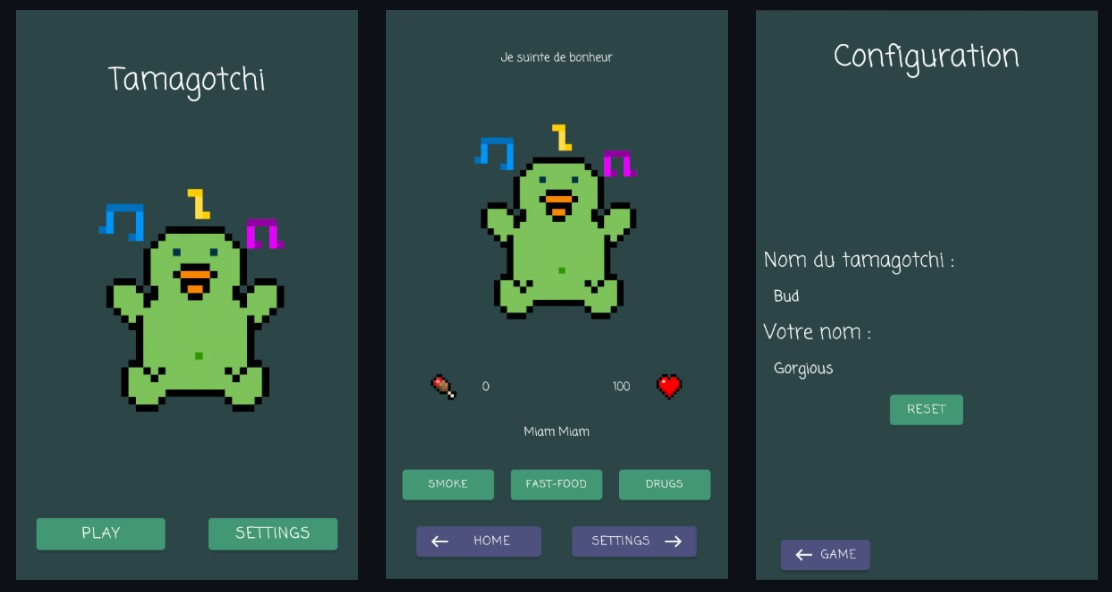 Tamagotchi
PLAY
SETTINGS
Je suinte de bonheur
0
100
Miam Miam
SMOKE
FAST-FOOD
DRUGS
HOME
SETTINGS
Configuration
Nom du tamagotchi :
Bud
Votre nom :
Gorgious
RESET
GAME